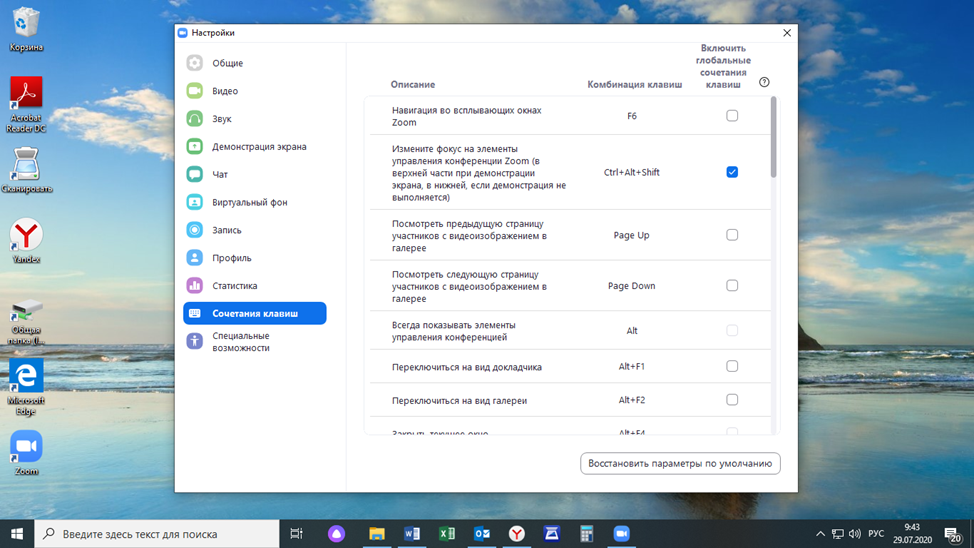 Корзина
Acrobat
Reader DC
Сканировать
Yandex
Общая
папка (\...
Microsoft
Edge
Zoom
Настройки
Общие
Видео
Звук
Демонстрация экрана
Чат
Виртуальный фон
Запись
Профиль
Статистика
Сочетания клавиш
Специальные
возможности
Описание
Комбинация клавиш
Включить
глобальные
сочетания
клавиш
?
Навигация во всплывающих окнах
Zoom
F6
Измените фокус на элементы
управления конференции Zoom (в
верхней части при демонстрации
экрана, в нижней, если демонстрация не
выполняется)
Ctrl+Alt+Shift
Посмотреть предыдущую страницу
участников с видеоизображением в
галерее
Page Up
Посмотреть следующую страницу
участников с видеоизображением в
галерее
Page Down
Всегда показывать элементы
управления конференцией
Alt
Переключиться на вид докладчика
Alt+F1
Переключиться на вид галереи
Alt+F2
Закрыть текущее окно
Alt+F4
Восстановить параметры по умолчанию
Введите здесь текст для поиска
РУС
9:43
29.07.2020
20